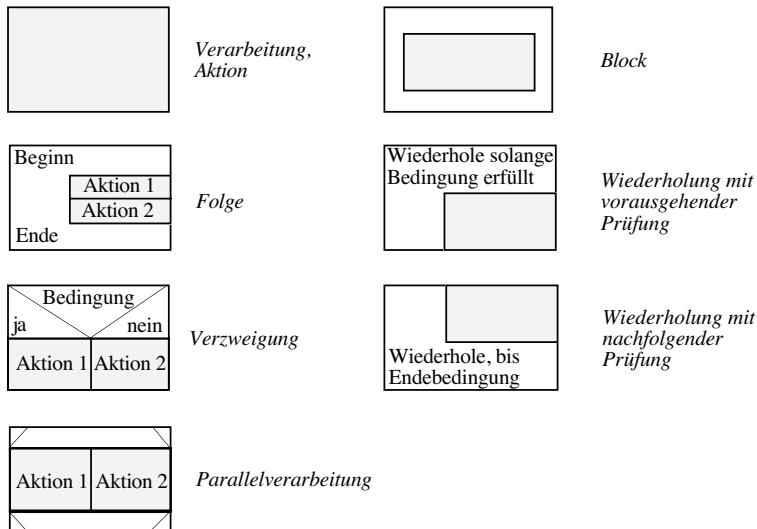 Verarbeitung,
Aktion
Block
Beginn
Aktion 1
Aktion 2
Ende
Folge
Wiederhole solange
Bedingung erfüllt
Wiederholung mit
vorausgehender
Prüfung
Bedingung
ja nein
Aktion 1 Aktion 2
Verzweigung
Wiederhole, bis
Endebedingung
Wiederholung mit
nachfolgender
Prüfung
Aktion 1 Aktion 2
Parallelverarbeitung